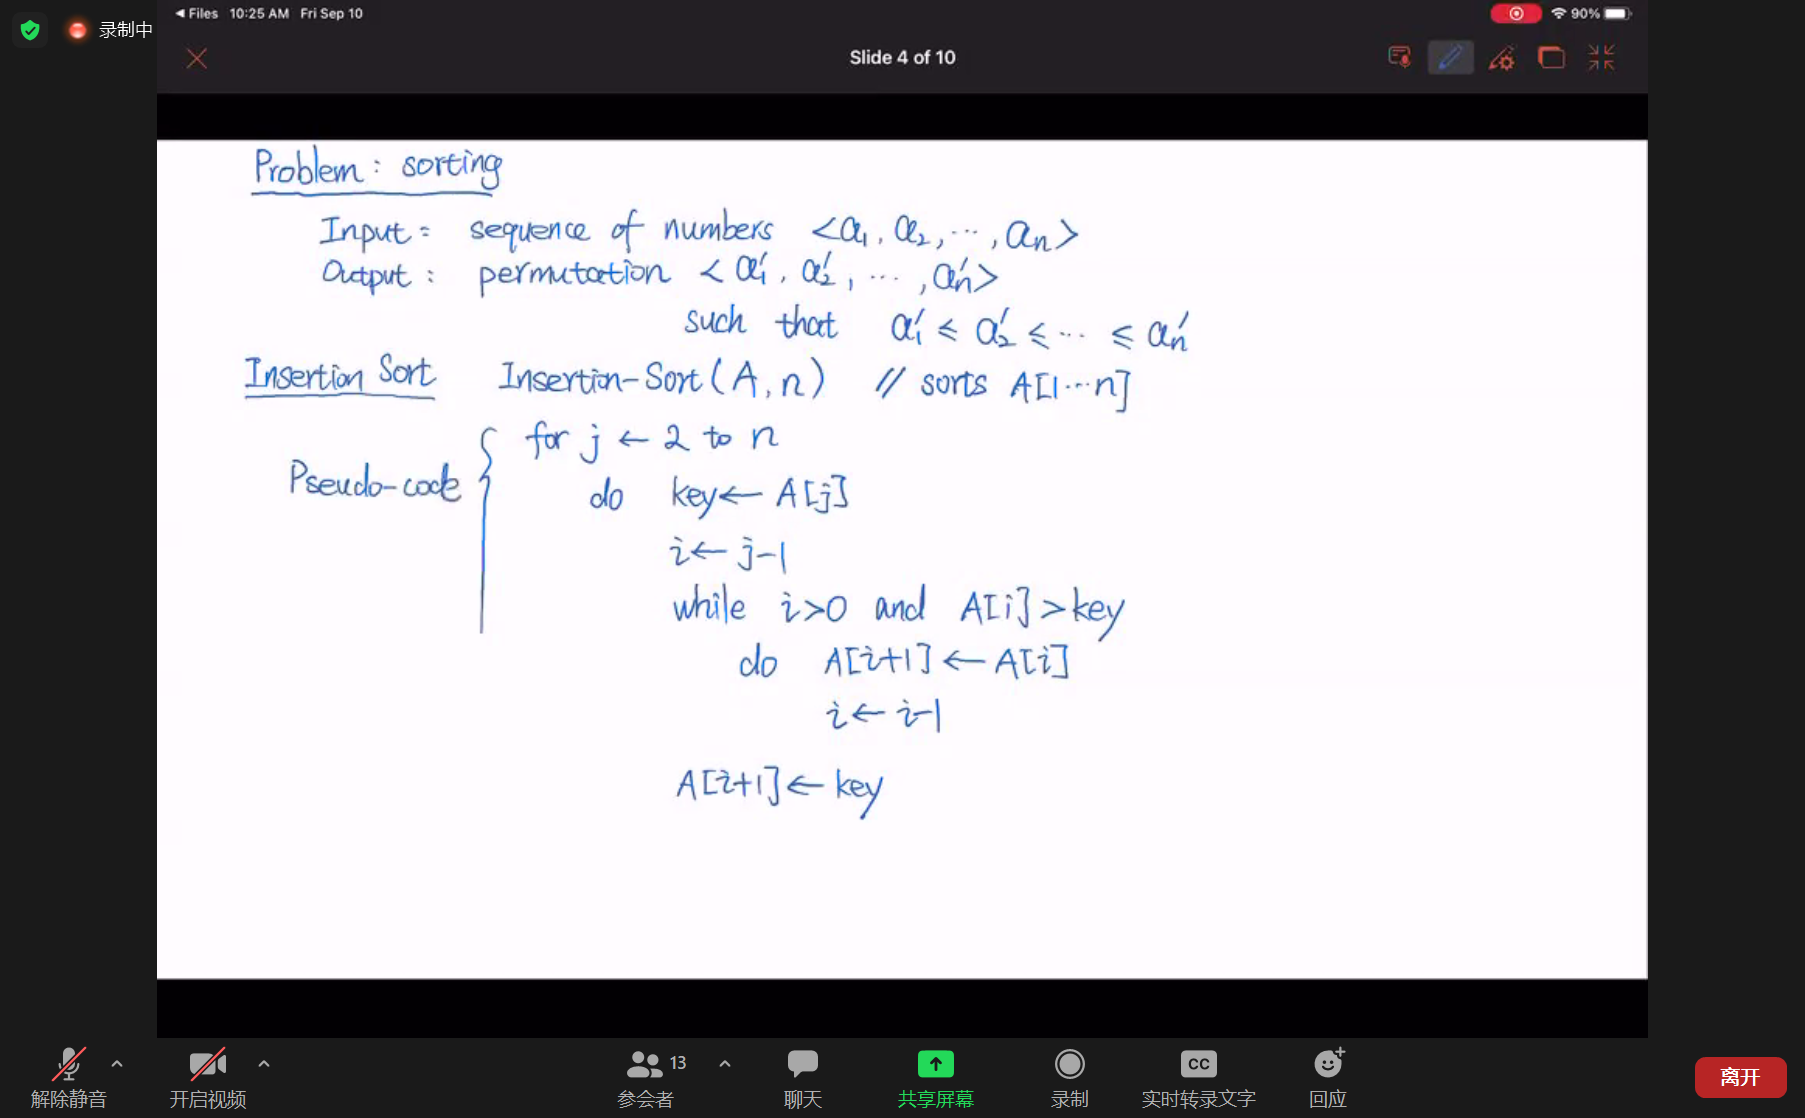 录制中
Files 10:25 AM Fri Sep 10
90%
Slide 4 of 10
Problem: sorting
Input: sequence of numbers <a₁, a₂, ..., aₙ>
Output: permutation <a₁', a₂', ..., aₙ'>
such that a₁' ≤ a₂' ≤ ... ≤ aₙ'
Insertion Sort Insertion-Sort(A, n) // sorts A[1...n]
for j ← 2 to n
Pseudo-code
do key ← A[j]
i ← j-1
while i>0 and A[i]>key
do A[i+1] ← A[i]
i ← i-1
A[i+1] ← key
13
CC
解除静音 开启视频 参会者 聊天 共享屏幕 录制 实时转录文字 回应 离开